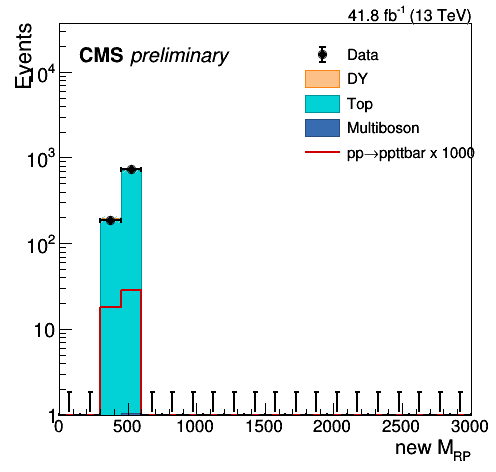 41.8 fb⁻¹ (13 TeV)
Events
CMS preliminary
Data
DY
Top
Multiboson
pp→ppttbar x 1000
10⁴
10³
10²
10
1
0 500 1000 1500 2000 2500 3000
new M_RP